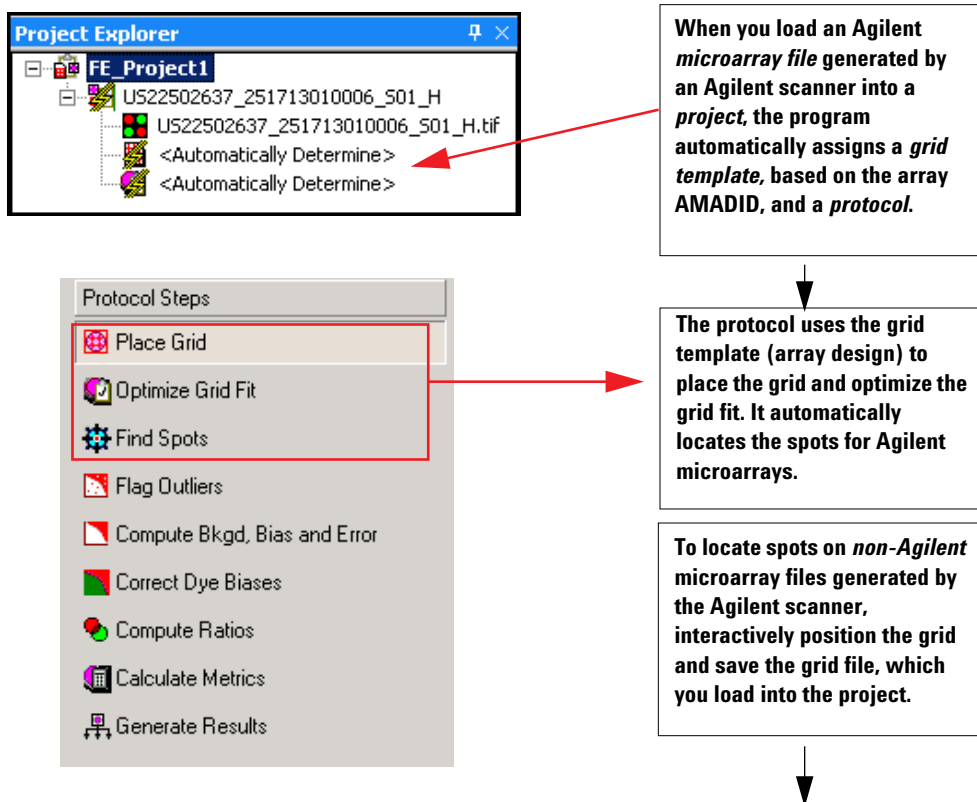 Project Explorer
FE_Project1
US22502637_251713010006_S01_H
US22502637_251713010006_S01_H.tif
<Automatically Determine>
<Automatically Determine>
When you load an Agilent
microarray file generated by
an Agilent scanner into a
project, the program
automatically assigns a grid
template, based on the array
AMADID, and a protocol.
Protocol Steps
Place Grid
Optimize Grid Fit
Find Spots
Flag Outliers
Compute Bkgd, Bias and Error
Correct Dye Biases
Compute Ratios
Calculate Metrics
Generate Results
The protocol uses the grid
template (array design) to
place the grid and optimize the
grid fit. It automatically
locates the spots for Agilent
microarrays.
To locate spots on non-Agilent
microarray files generated by
the Agilent scanner,
interactively position the grid
and save the grid file, which
you load into the project.